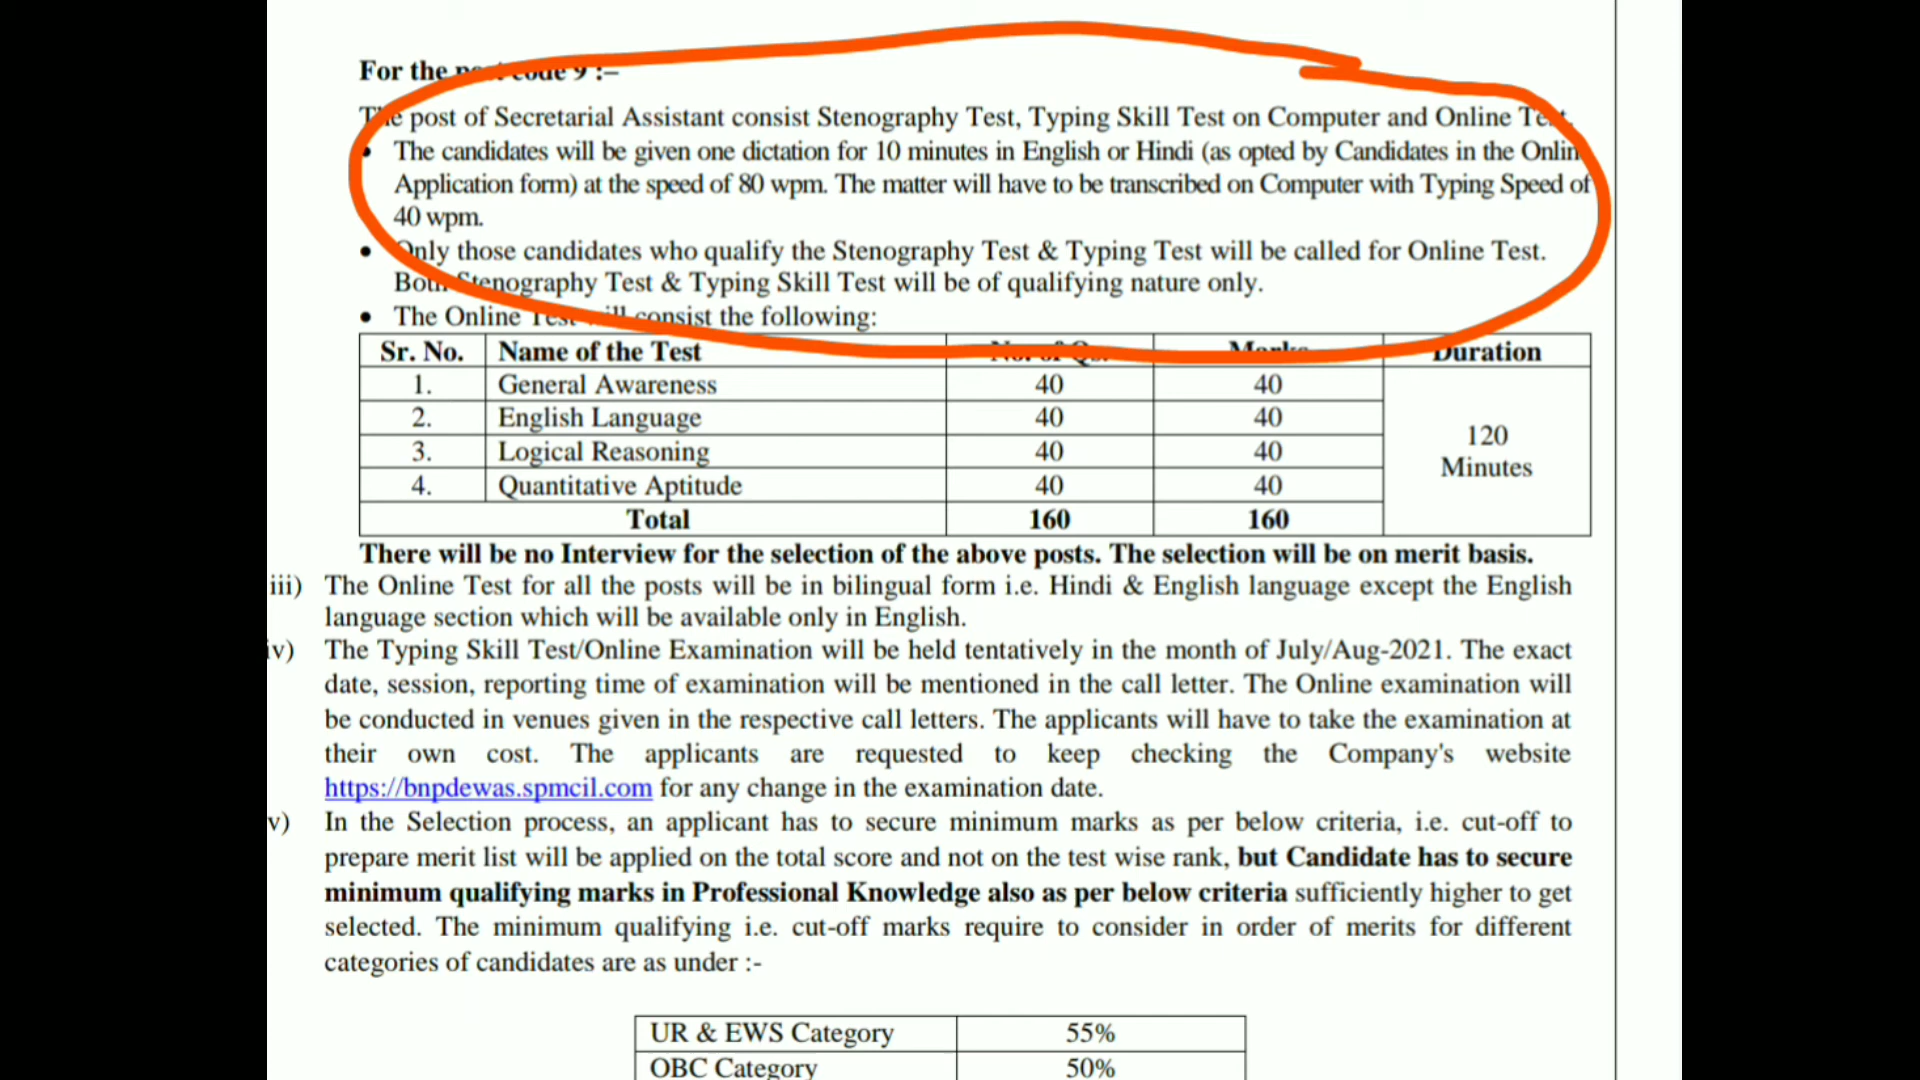 For the post code 9 :–
The post of Secretarial Assistant consist Stenography Test, Typing Skill Test on Computer and Online Test.
• The candidates will be given one dictation for 10 minutes in English or Hindi (as opted by Candidates in the Onlin
Application form) at the speed of 80 wpm. The matter will have to be transcribed on Computer with Typing Speed of
40 wpm.
• Only those candidates who qualify the Stenography Test & Typing Test will be called for Online Test.
Both Stenography Test & Typing Skill Test will be of qualifying nature only.
• The Online Test will consist the following:
Sr. No. Name of the Test No. of Qs. Marks Duration
1. General Awareness 40 40
2. English Language 40 40
3. Logical Reasoning 40 40
4. Quantitative Aptitude 40 40
120
Minutes
Total 160 160
There will be no Interview for the selection of the above posts. The selection will be on merit basis.
iii) The Online Test for all the posts will be in bilingual form i.e. Hindi & English language except the English
language section which will be available only in English.
iv) The Typing Skill Test/Online Examination will be held tentatively in the month of July/Aug-2021. The exact
date, session, reporting time of examination will be mentioned in the call letter. The Online examination will
be conducted in venues given in the respective call letters. The applicants will have to take the examination at
their own cost. The applicants are requested to keep checking the Company's website
https://bnpdewas.spmcil.com for any change in the examination date.
v) In the Selection process, an applicant has to secure minimum marks as per below criteria, i.e. cut-off to
prepare merit list will be applied on the total score and not on the test wise rank, but Candidate has to secure
minimum qualifying marks in Professional Knowledge also as per below criteria sufficiently higher to get
selected. The minimum qualifying i.e. cut-off marks require to consider in order of merits for different
categories of candidates are as under :-
UR & EWS Category 55%
OBC Category 50%